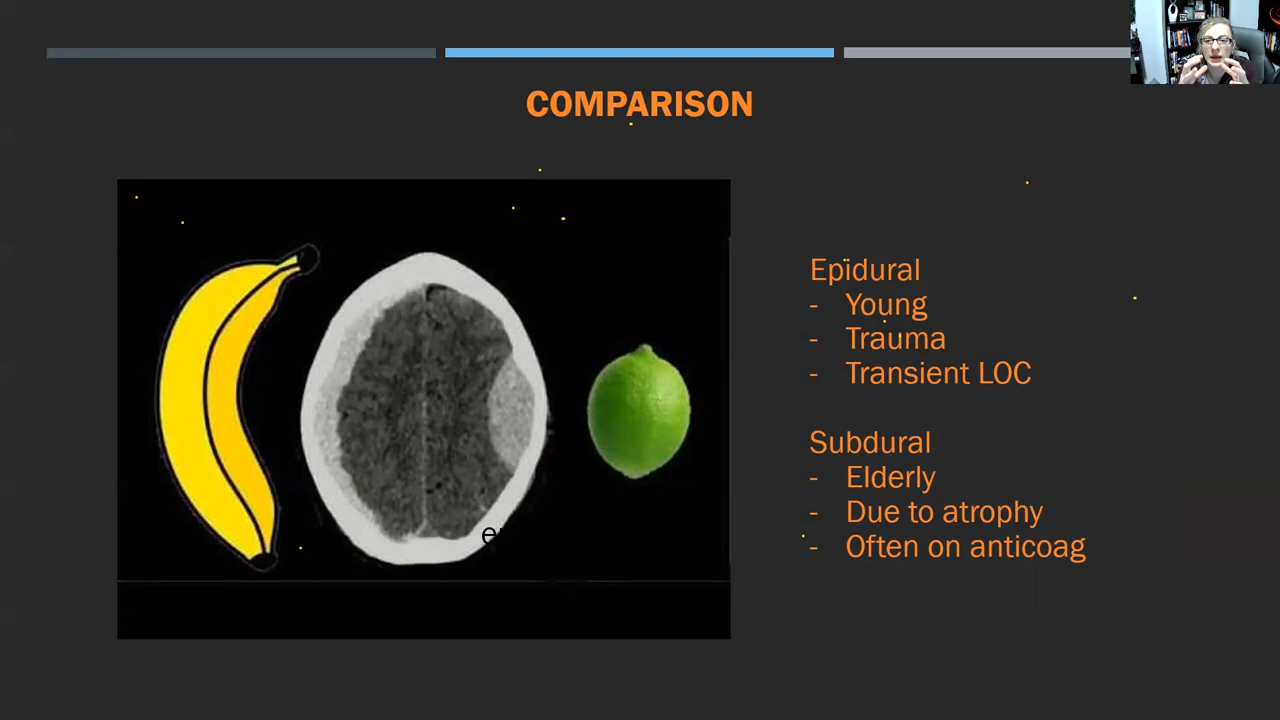 COMPARISON
Epidural
- Young
- Trauma
- Transient LOC
Subdural
- Elderly
- Due to atrophy
- Often on anticoag